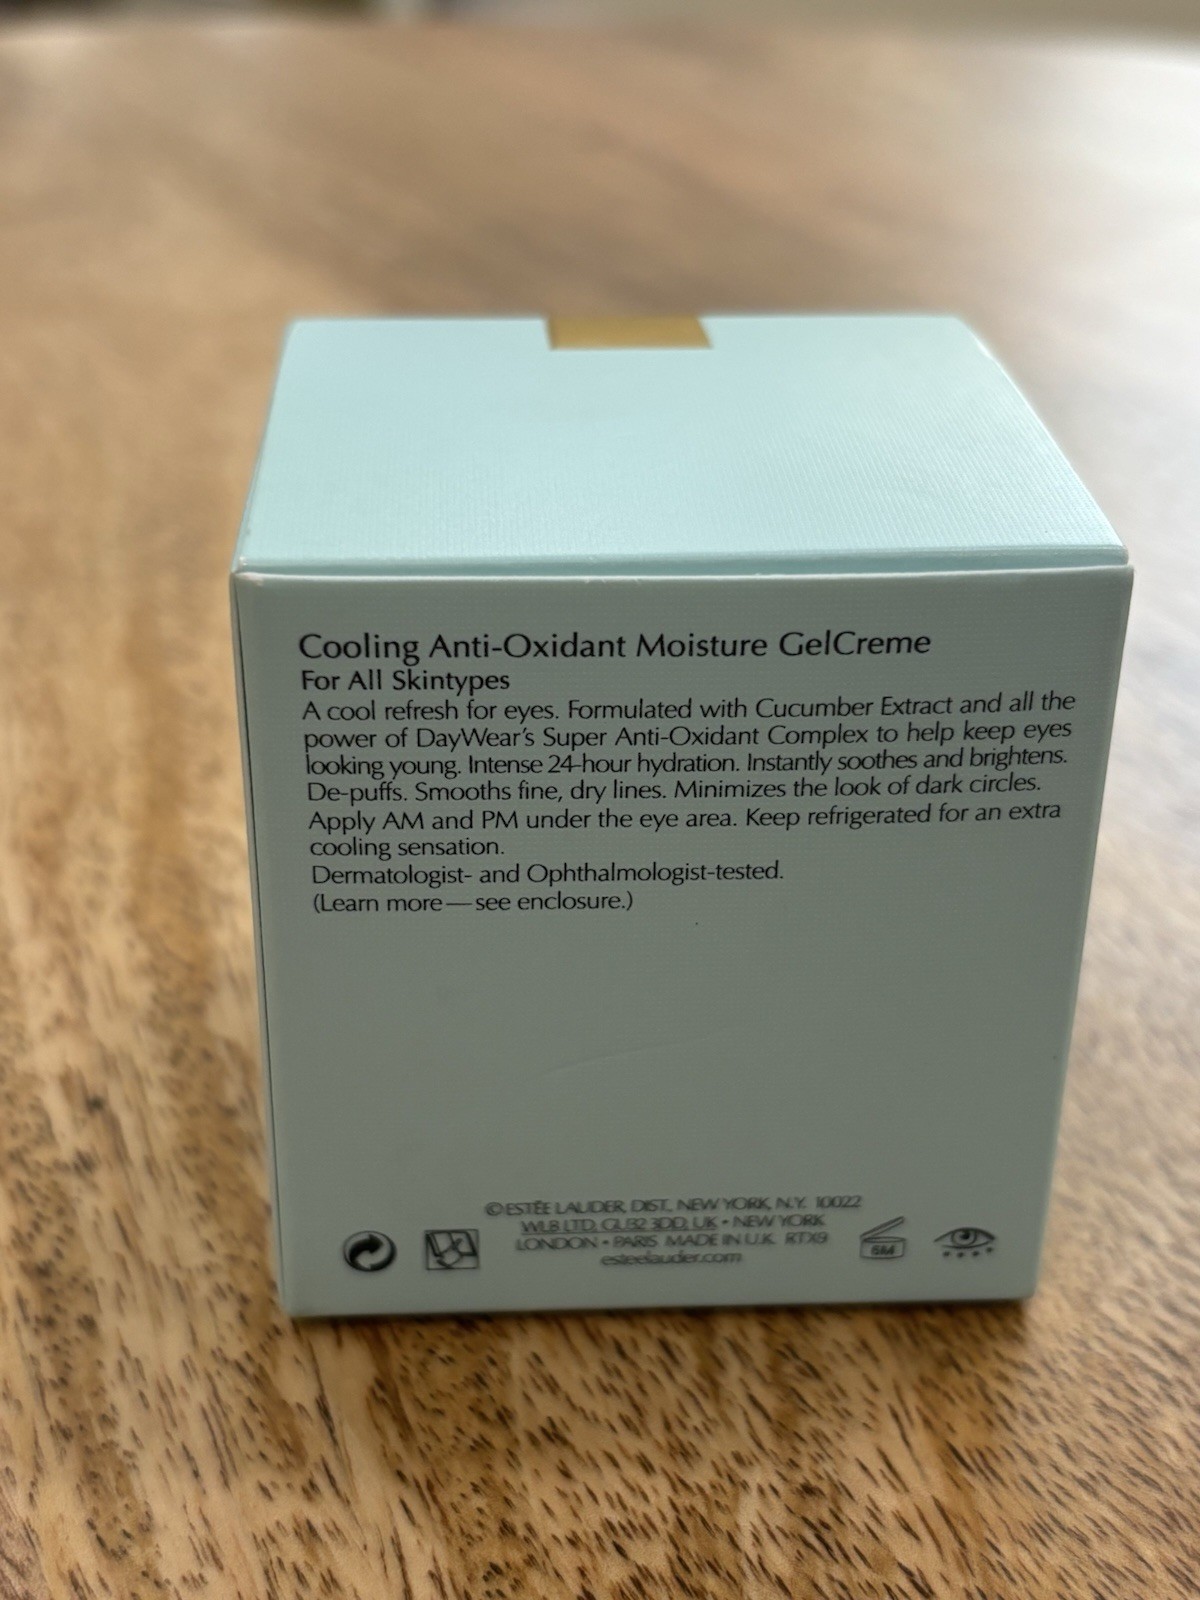 Cooling Anti-Oxidant Moisture GelCreme
For All Skintypes
A cool refresh for eyes. Formulated with Cucumber Extract and all the
power of DayWear's Super Anti-Oxidant Complex to help keep eyes
looking young. Intense 24-hour hydration. Instantly soothes and brightens.
De-puffs. Smooths fine, dry lines. Minimizes the look of dark circles.
Apply AM and PM under the eye area. Keep refrigerated for an extra
cooling sensation.
Dermatologist- and Ophthalmologist-tested.
(Learn more—see enclosure.)
©ESTĒE LAUDER, DIST., NEW YORK, N.Y. 10022
WLB LTD, GU32 3DD, UK • NEW YORK
LONDON • PARIS MADE IN U.K. RTX9
esteelauder.com
6M